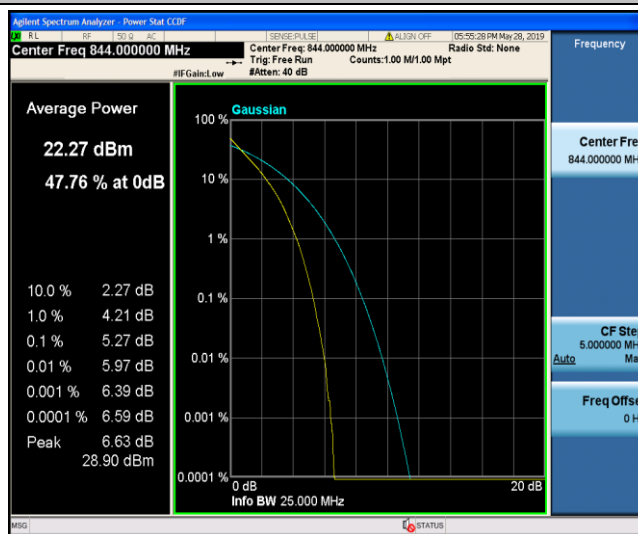 Agilent Spectrum Analyzer - Power Stat CCDF
RL RF 50 Ω AC SENSE:PULSE ALIGN OFF 05:55:28 PM May 28, 2019
Center Freq 844.000000 MHz
Center Freq: 844.000000 MHz Radio Std: None
Trig: Free Run Counts:1.00 M/1.00 Mpt
#IFGain:Low #Atten: 40 dB
Frequency
Average Power
22.27 dBm
47.76 % at 0dB
10.0 % 2.27 dB
1.0 % 4.21 dB
0.1 % 5.27 dB
0.01 % 5.97 dB
0.001 % 6.39 dB
0.0001 % 6.59 dB
Peak 6.63 dB
28.90 dBm
Gaussian
100 %
10 %
1 %
0.1 %
0.01 %
0.001 %
0.0001 %
0 dB 20 dB
Info BW 25.000 MHz
Center Fre
844.000000 MH
CF Ste
5.000000 MH
Auto Ma
Freq Offse
0 H
MSG STATUS